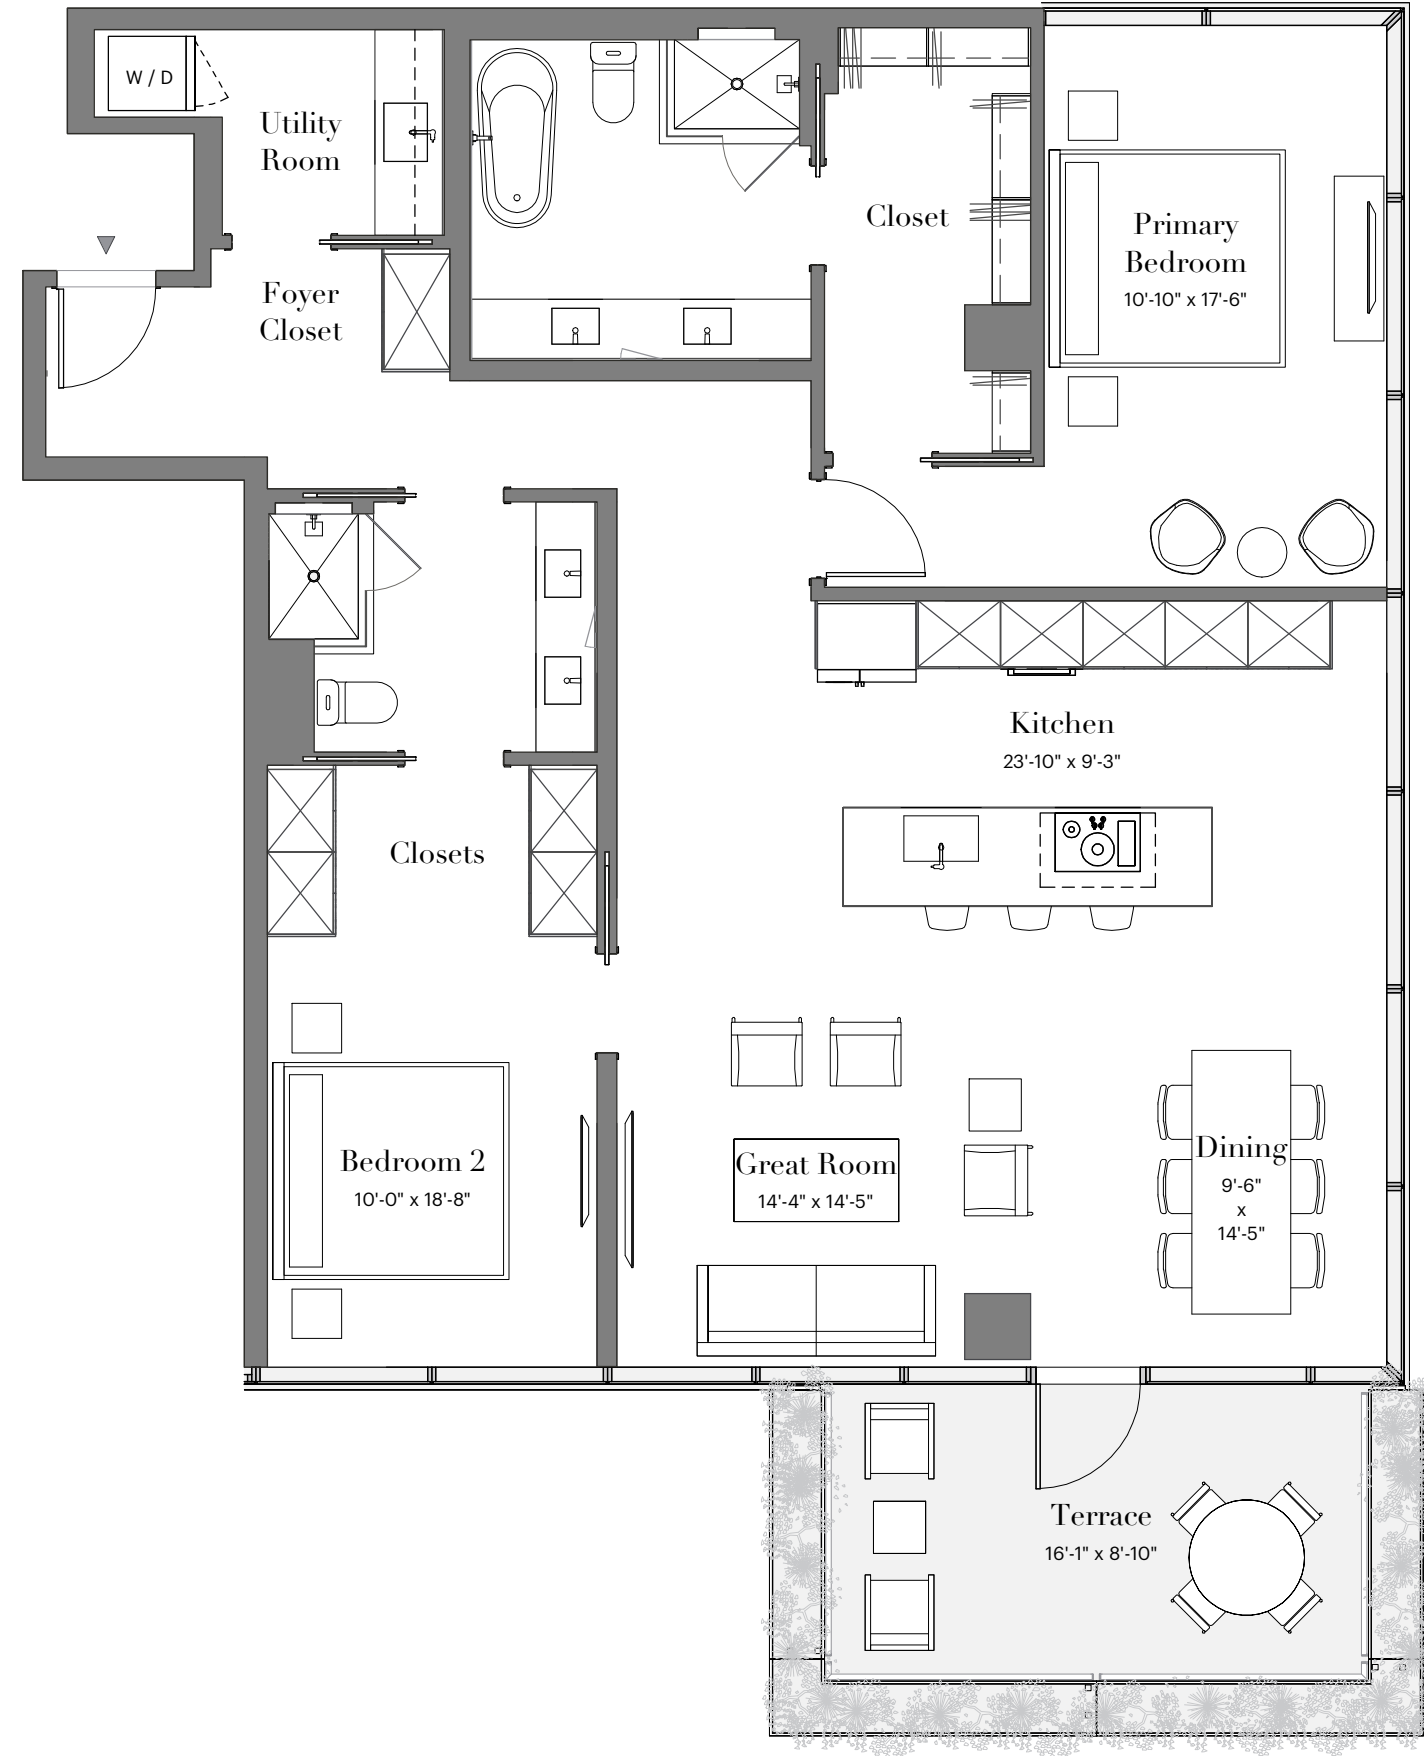 W / D
Utility
Room
Closet
Primary
Bedroom
10'-10" x 17'-6"
Foyer
Closet
Kitchen
23'-10" x 9'-3"
Closets
Bedroom 2
10'-0" x 18'-8"
Great Room
14'-4" x 14'-5"
Dining
9'-6"
x
14'-5"
Terrace
16'-1" x 8'-10"